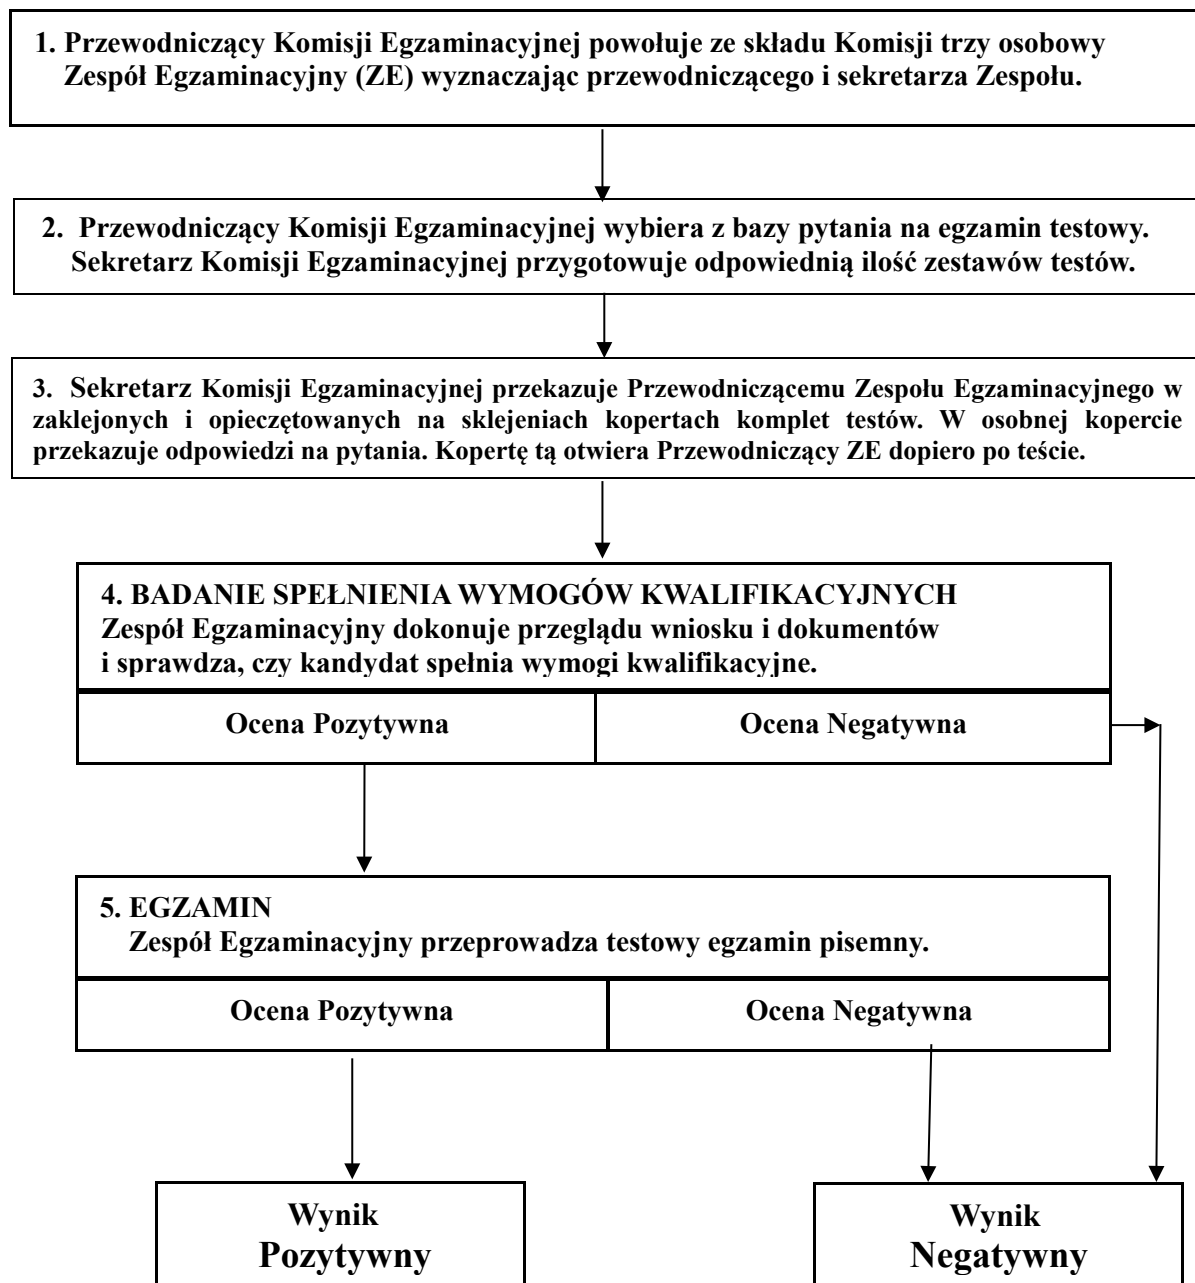 1. Przewodniczący Komisji Egzaminacyjnej powołuje ze składu Komisji trzy osobowy
Zespół Egzaminacyjny (ZE) wyznaczając przewodniczącego i sekretarza Zespołu.
2. Przewodniczący Komisji Egzaminacyjnej wybiera z bazy pytania na egzamin testowy.
Sekretarz Komisji Egzaminacyjnej przygotowuje odpowiednią ilość zestawów testów.
3. Sekretarz Komisji Egzaminacyjnej przekazuje Przewodniczącemu Zespołu Egzaminacyjnego w
zaklejonych i opieczętowanych na sklejeniach kopertach komplet testów. W osobnej kopercie
przekazuje odpowiedzi na pytania. Kopertę tą otwiera Przewodniczący ZE dopiero po teście.
4. BADANIE SPEŁNIENIA WYMOGÓW KWALIFIKACYJNYCH
Zespół Egzaminacyjny dokonuje przeglądu wniosku i dokumentów
i sprawdza, czy kandydat spełnia wymogi kwalifikacyjne.
Ocena Pozytywna
Ocena Negatywna
5. EGZAMIN
Zespół Egzaminacyjny przeprowadza testowy egzamin pisemny.
Ocena Pozytywna
Ocena Negatywna
Wynik
Pozytywny
Wynik
Negatywny